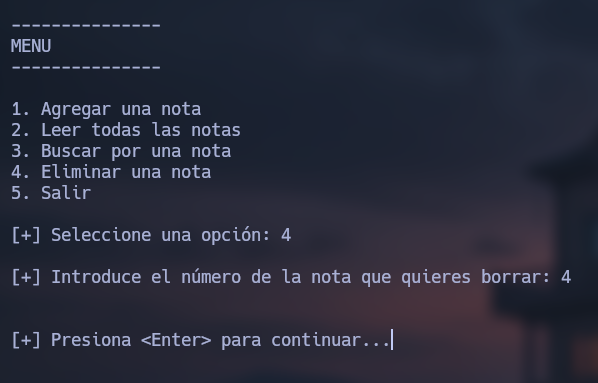 ---------------
MENU
---------------
1. Agregar una nota
2. Leer todas las notas
3. Buscar por una nota
4. Eliminar una nota
5. Salir
[+] Seleccione una opción: 4
[+] Introduce el número de la nota que quieres borrar: 4
[+] Presiona <Enter> para continuar...